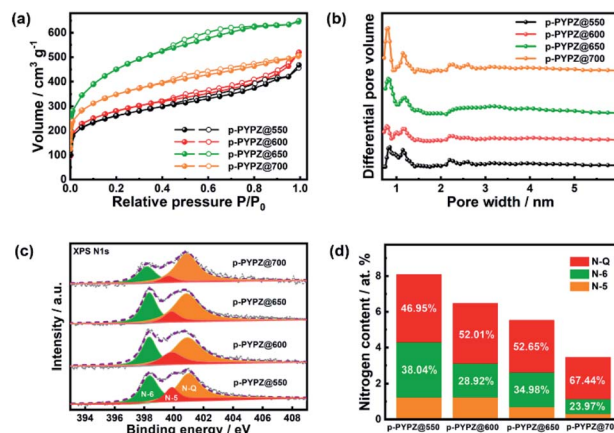 (a)
600
500
400
300
200
100
0
Volume / cm³ g⁻¹
p-PYPZ@550
p-PYPZ@600
p-PYPZ@650
p-PYPZ@700
0.0 0.2 0.4 0.6 0.8 1.0
Relative pressure P/P₀
(b)
Differential pore volume
p-PYPZ@550
p-PYPZ@600
p-PYPZ@650
p-PYPZ@700
1 2 3 4 5
Pore width / nm
(c)
XPS N1s
Intensity / a.u.
p-PYPZ@700
p-PYPZ@650
p-PYPZ@600
p-PYPZ@550
N-6 N-5 N-Q
394 396 398 400 402 404 406 408
Binding energy / eV
(d)
Nitrogen content / at. %
8
6
4
2
0
N-Q
N-6
N-5
46.95%
38.04%
52.01%
28.92%
52.65%
34.98%
67.44%
23.97%
p-PYPZ@550 p-PYPZ@600 p-PYPZ@650 p-PYPZ@70